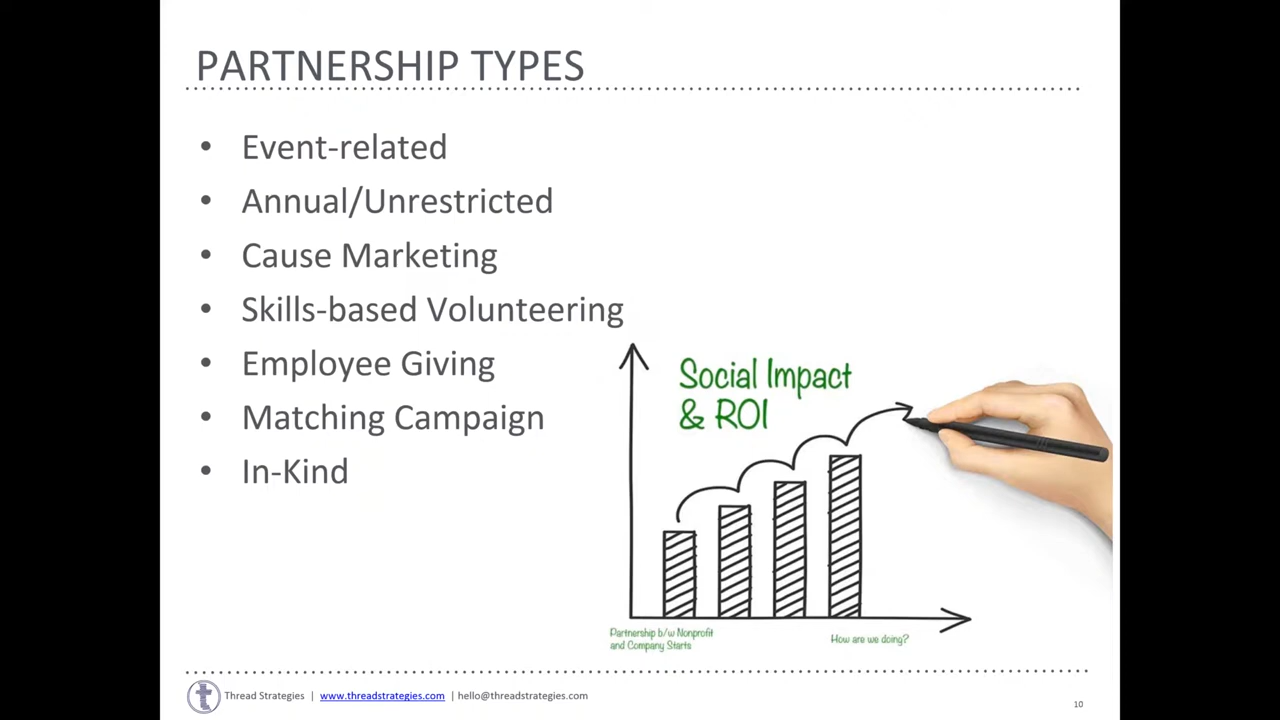 PARTNERSHIP TYPES
• Event-related
• Annual/Unrestricted
• Cause Marketing
• Skills-based Volunteering
• Employee Giving
• Matching Campaign
• In-Kind
Social Impact
& ROI
Partnership b/w Nonprofit
and Company Starts
How are we doing?
t
Thread Strategies | www.threadstrategies.com | hello@threadstrategies.com
10